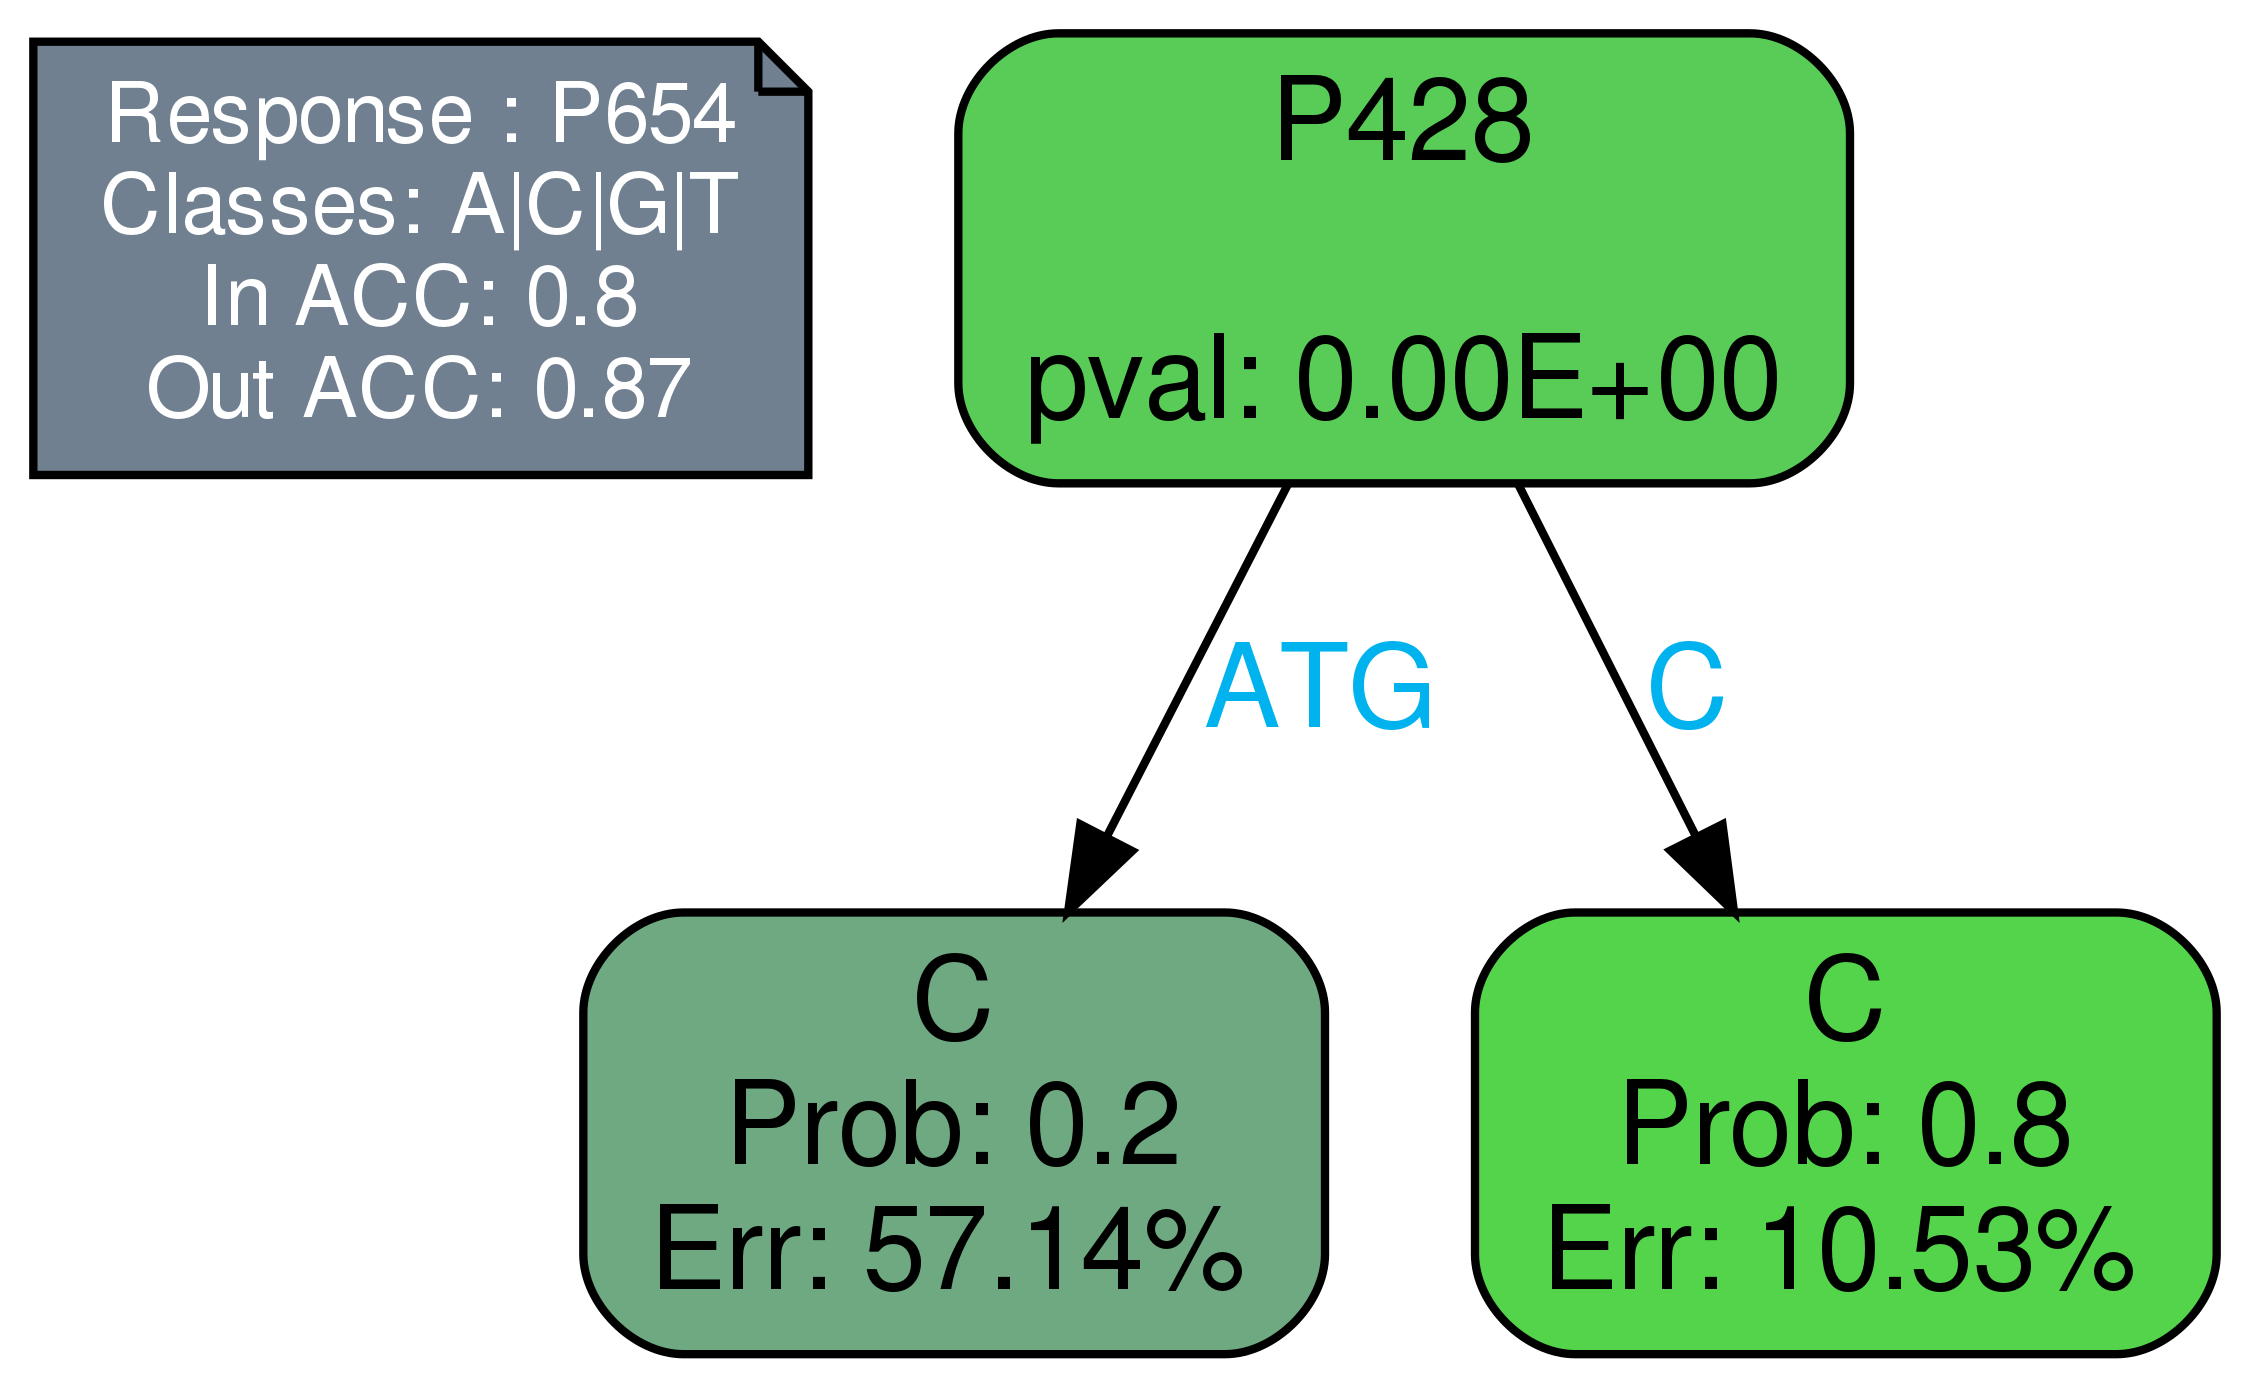 Response : P654
Classes: A|C|G|T
In ACC: 0.8
Out ACC: 0.87
P428
pval: 0.00E+00
ATG
C
C
Prob: 0.2
Err: 57.14%
C
Prob: 0.8
Err: 10.53%